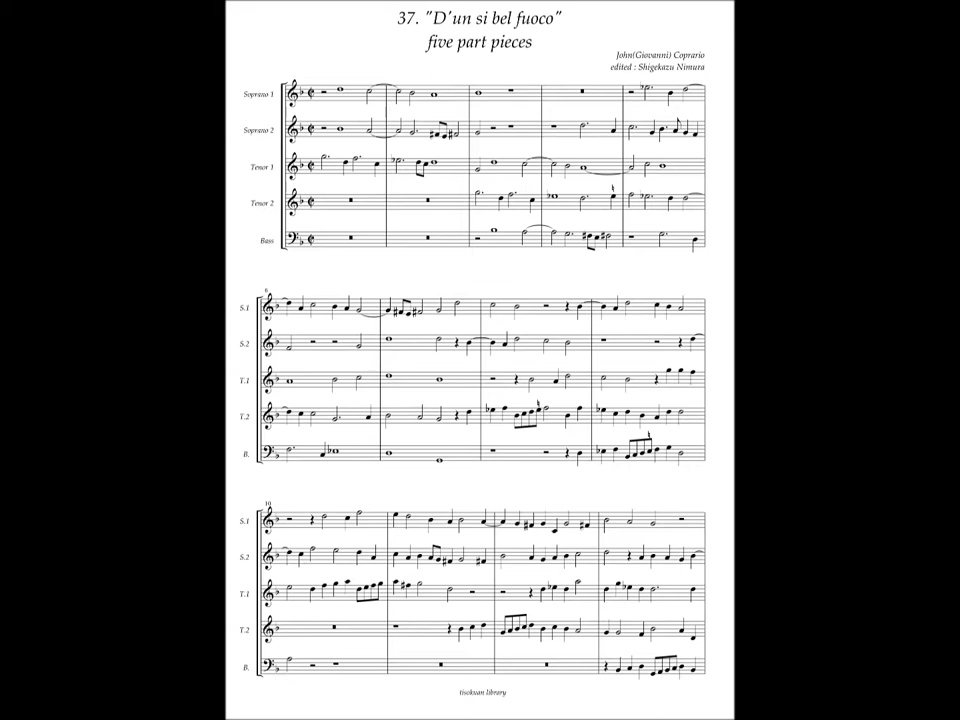 37. "D'un si bel fuoco"
five part pieces
John(Giovanni) Coprario
edited : Shigekazu Nimura
Soprano 1
Soprano 2
Tenor 1
Tenor 2
Bass
6
S.1
S.2
T.1
T.2
B.
10
S.1
S.2
T.1
T.2
B.
tisokuan library